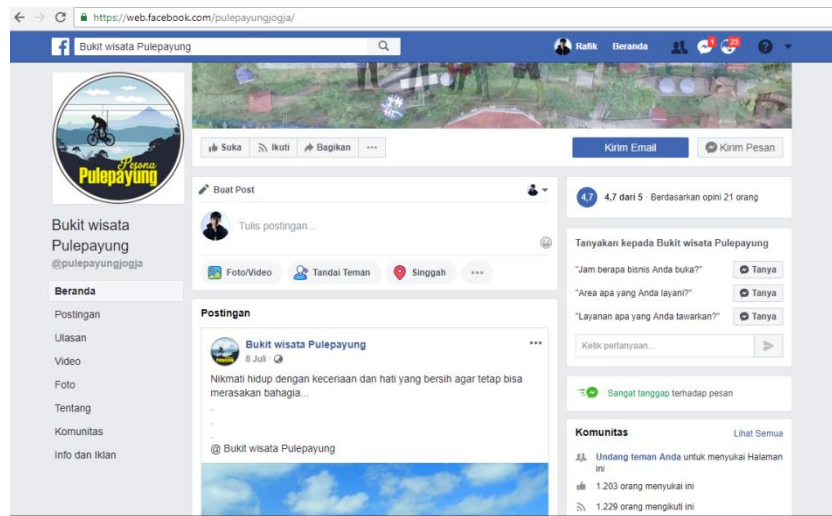 https://web.facebook.com/pulepayungjogja/
Bukit wisata Pulepayung
Rafik Beranda 1 23
Pesona
Pulepayung
Bukit wisata
Pulepayung
@pulepayungjogja
Beranda
Postingan
Ulasan
Video
Foto
Tentang
Komunitas
Info dan Iklan
Suka Ikuti Bagikan
Kirim Email Kirim Pesan
Buat Post
Tulis postingan...
Foto/Video Tandai Teman Singgah
Postingan
Bukit wisata Pulepayung
8 Juli ·
Nikmati hidup dengan keceriaan dan hati yang bersih agar tetap bisa
merasakan bahagia...
.
.
.
@ Bukit wisata Pulepayung
4,7 4,7 dari 5 · Berdasarkan opini 21 orang
Tanyakan kepada Bukit wisata Pulepayung
"Jam berapa bisnis Anda buka?" Tanya
"Area apa yang Anda layani?" Tanya
"Layanan apa yang Anda tawarkan?" Tanya
Ketik pertanyaan...
Sangat tanggap terhadap pesan
Komunitas Lihat Semua
Undang teman Anda untuk menyukai Halaman
ini
1.203 orang menyukai ini
1.229 orang mengikuti ini